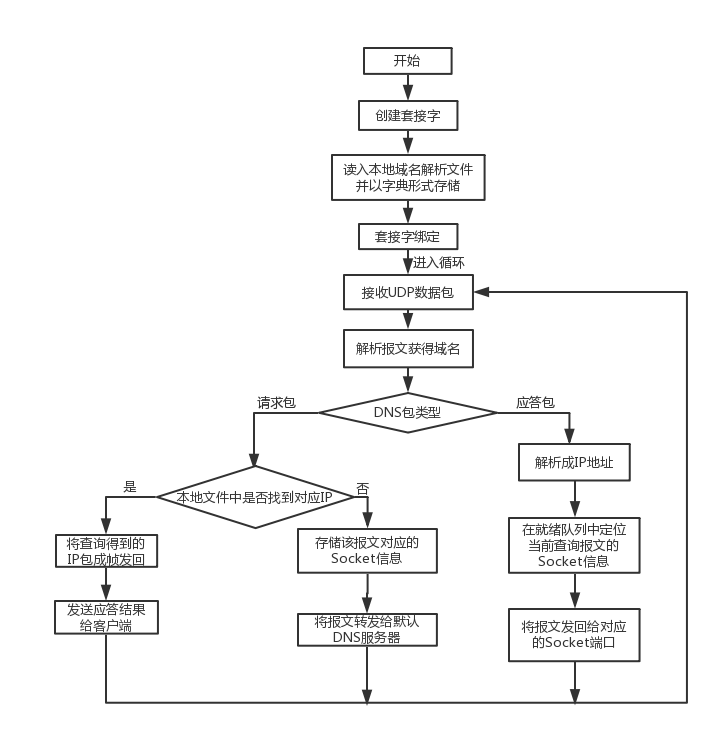 开始
创建套接字
读入本地域名解析文件
并以字典形式存储
套接字绑定
进入循环
接收UDP数据包
解析报文获得域名
请求包
DNS包类型
应答包
解析成IP地址
是
本地文件中是否找到对应IP
否
将查询得到的
IP包成帧发回
存储该报文对应的
Socket信息
在就绪队列中定位
当前查询报文的
Socket信息
发送应答结果
给客户端
将报文转发给默认
DNS服务器
将报文发回给对应
的Socket端口